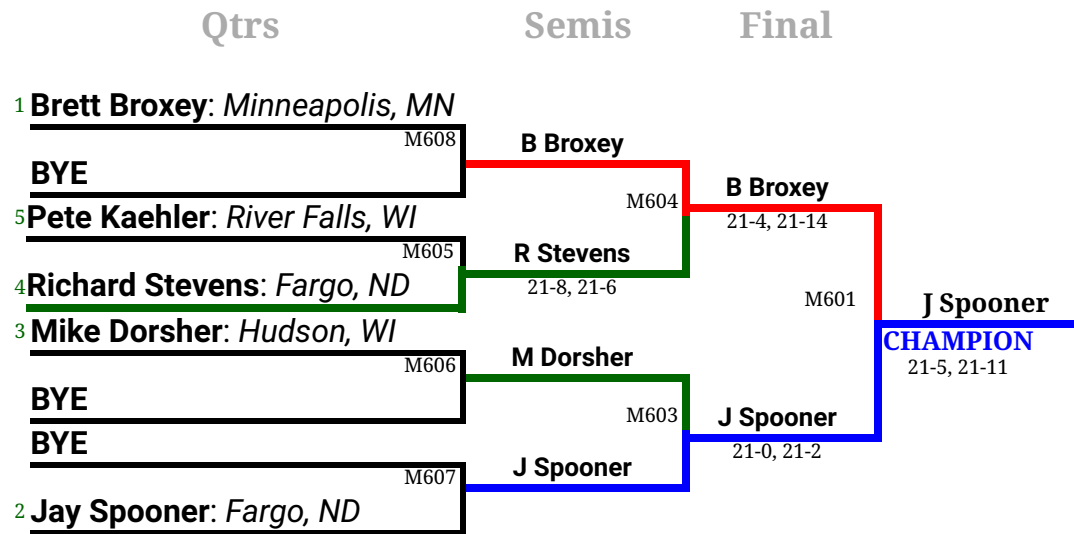 Qtrs Semis Final
1 Brett Broxey: Minneapolis, MN
M608
BYE
B Broxey
5 Pete Kaehler: River Falls, WI
M605
4 Richard Stevens: Fargo, ND
R Stevens
21-8, 21-6
M604
B Broxey
21-4, 21-14
3 Mike Dorsher: Hudson, WI
M606
BYE
M Dorsher
BYE
M607
2 Jay Spooner: Fargo, ND
J Spooner
M603
J Spooner
21-0, 21-2
M601
J Spooner
CHAMPION
21-5, 21-11